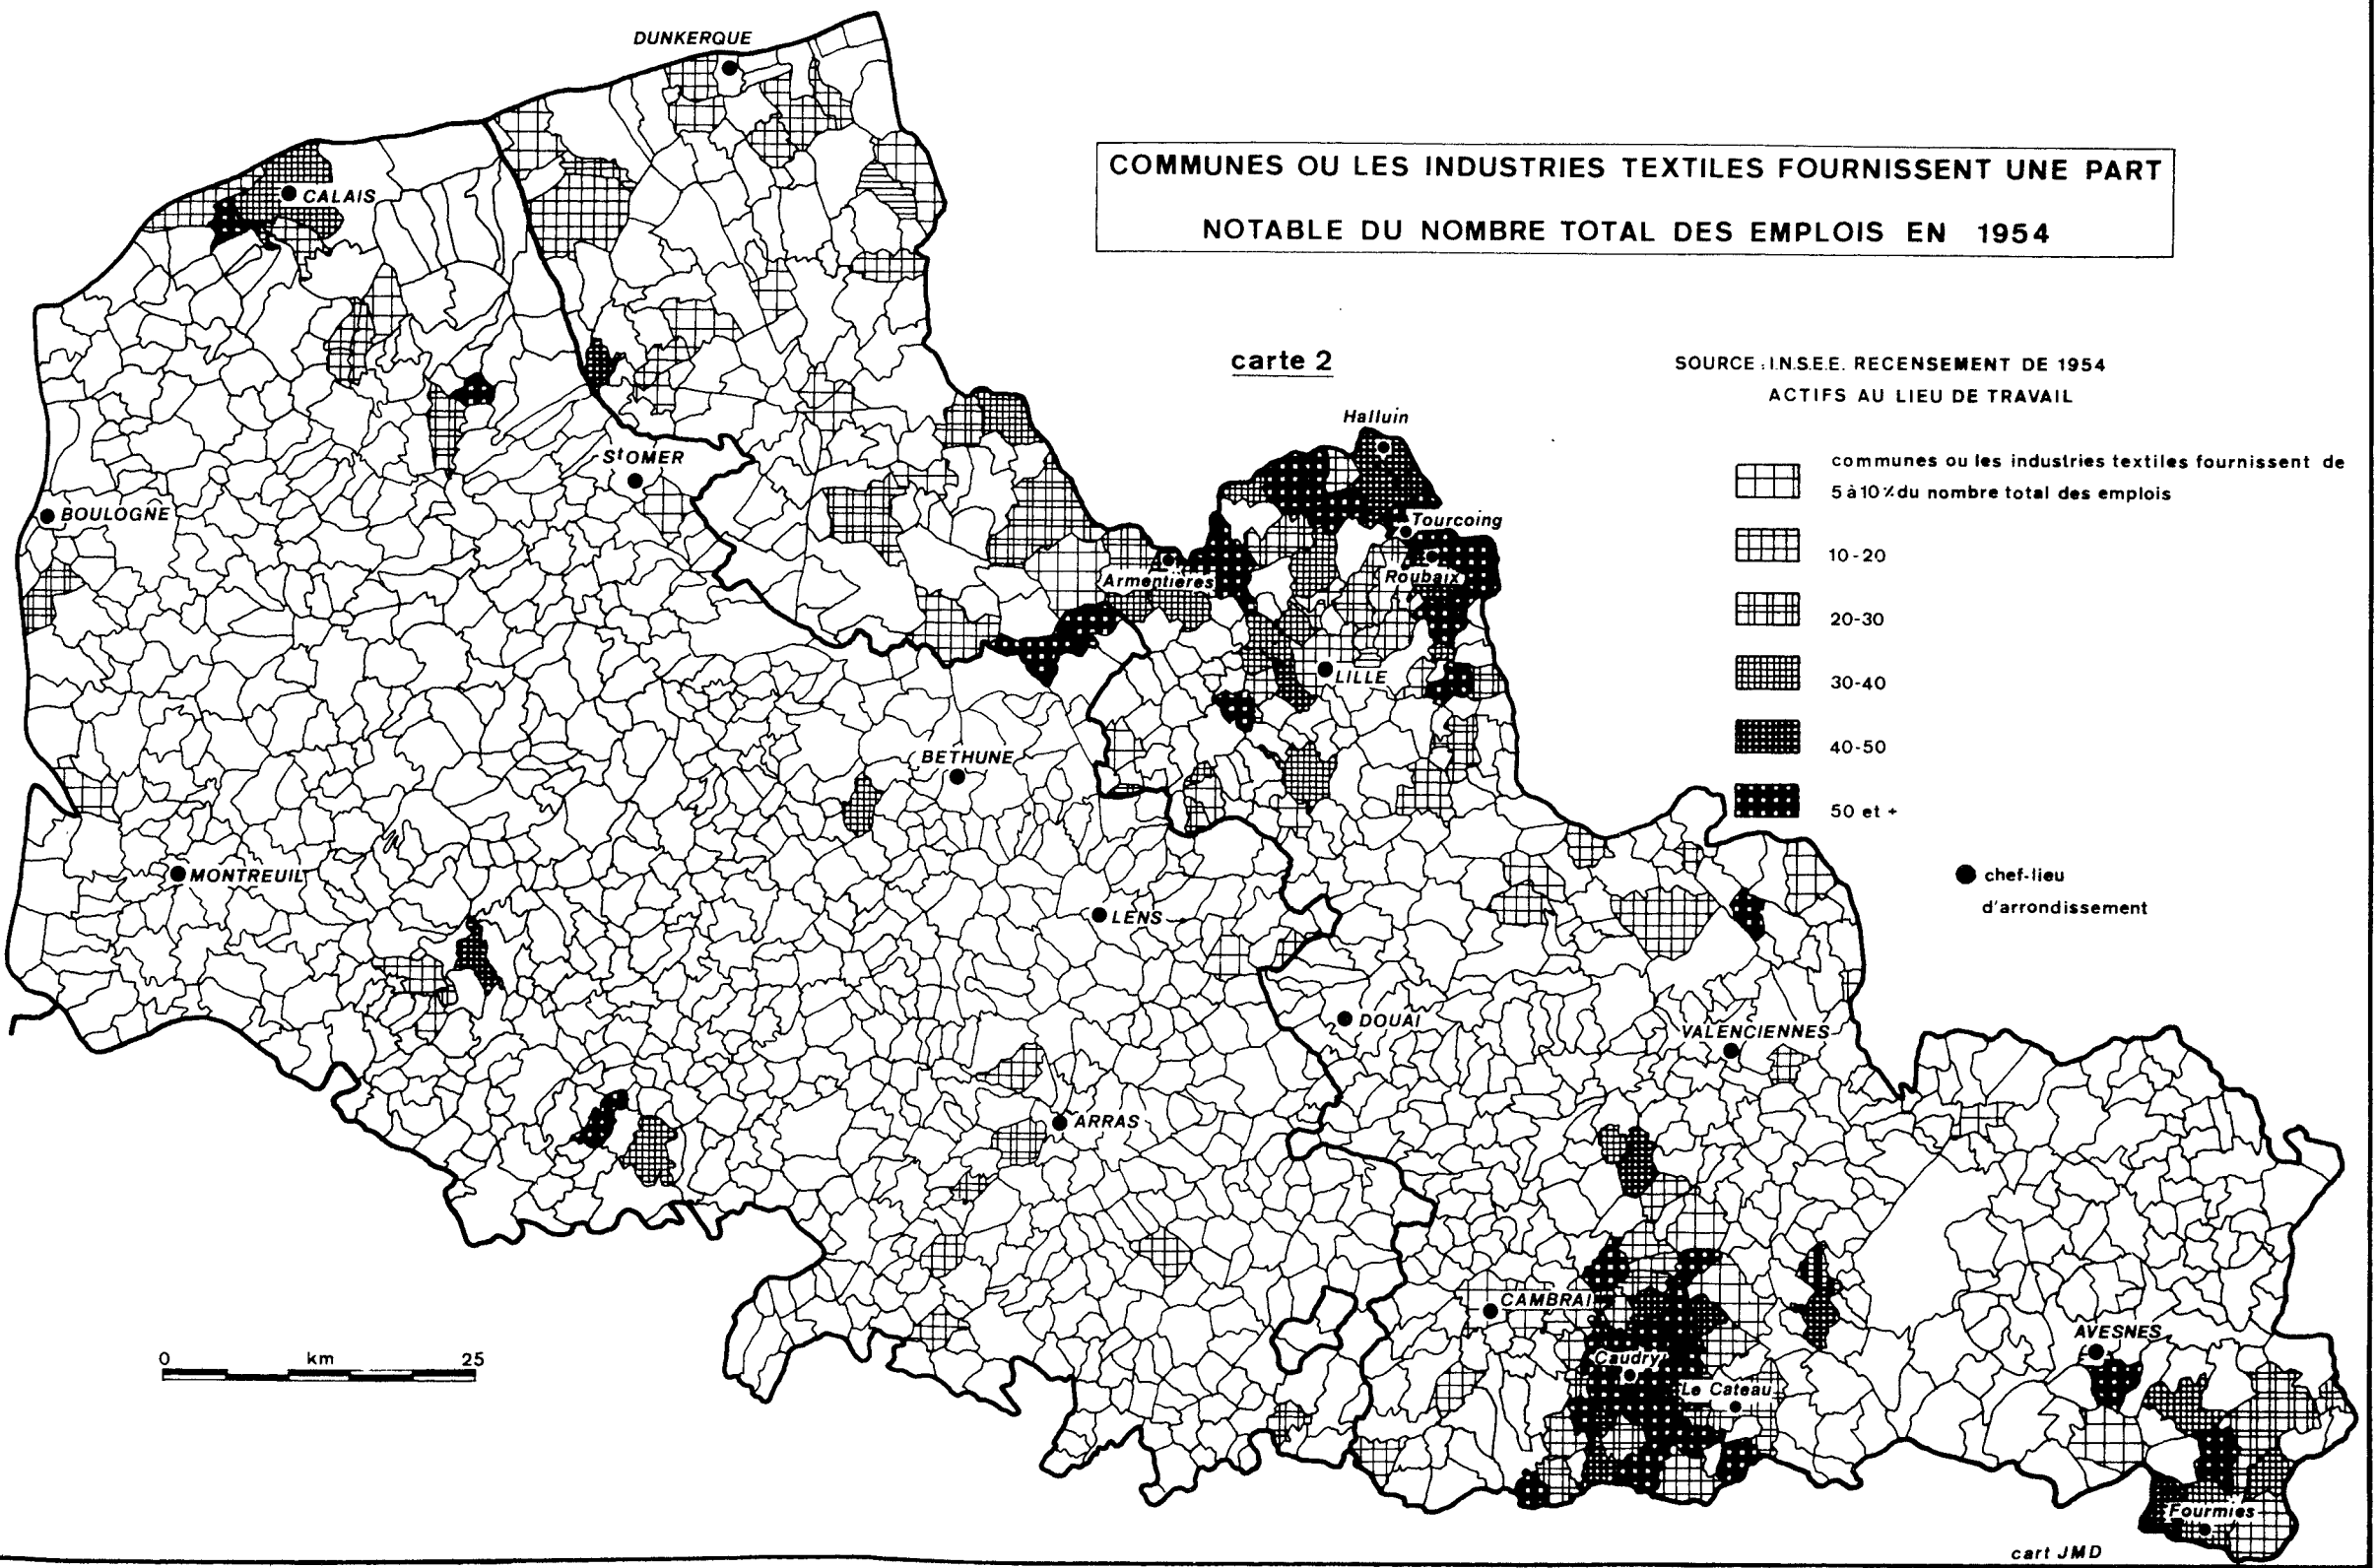 COMMUNES OU LES INDUSTRIES TEXTILES FOURNISSENT UNE PART
NOTABLE DU NOMBRE TOTAL DES EMPLOIS EN 1954
carte 2
SOURCE : I.N.S.E.E. RECENSEMENT DE 1954
ACTIFS AU LIEU DE TRAVAIL
communes ou les industries textiles fournissent de
5 à 10 % du nombre total des emplois
10-20
20-30
30-40
40-50
50 et +
chef-lieu
d'arrondissement
DUNKERQUE
CALAIS
Halluin
St OMER
BOULOGNE
Tourcoing
Armentières
Roubaix
LILLE
BETHUNE
MONTREUIL
LENS
DOUAI
VALENCIENNES
ARRAS
CAMBRAI
AVESNES
Caudry
Le Cateau
Fourmies
0 km 25
cart JMD